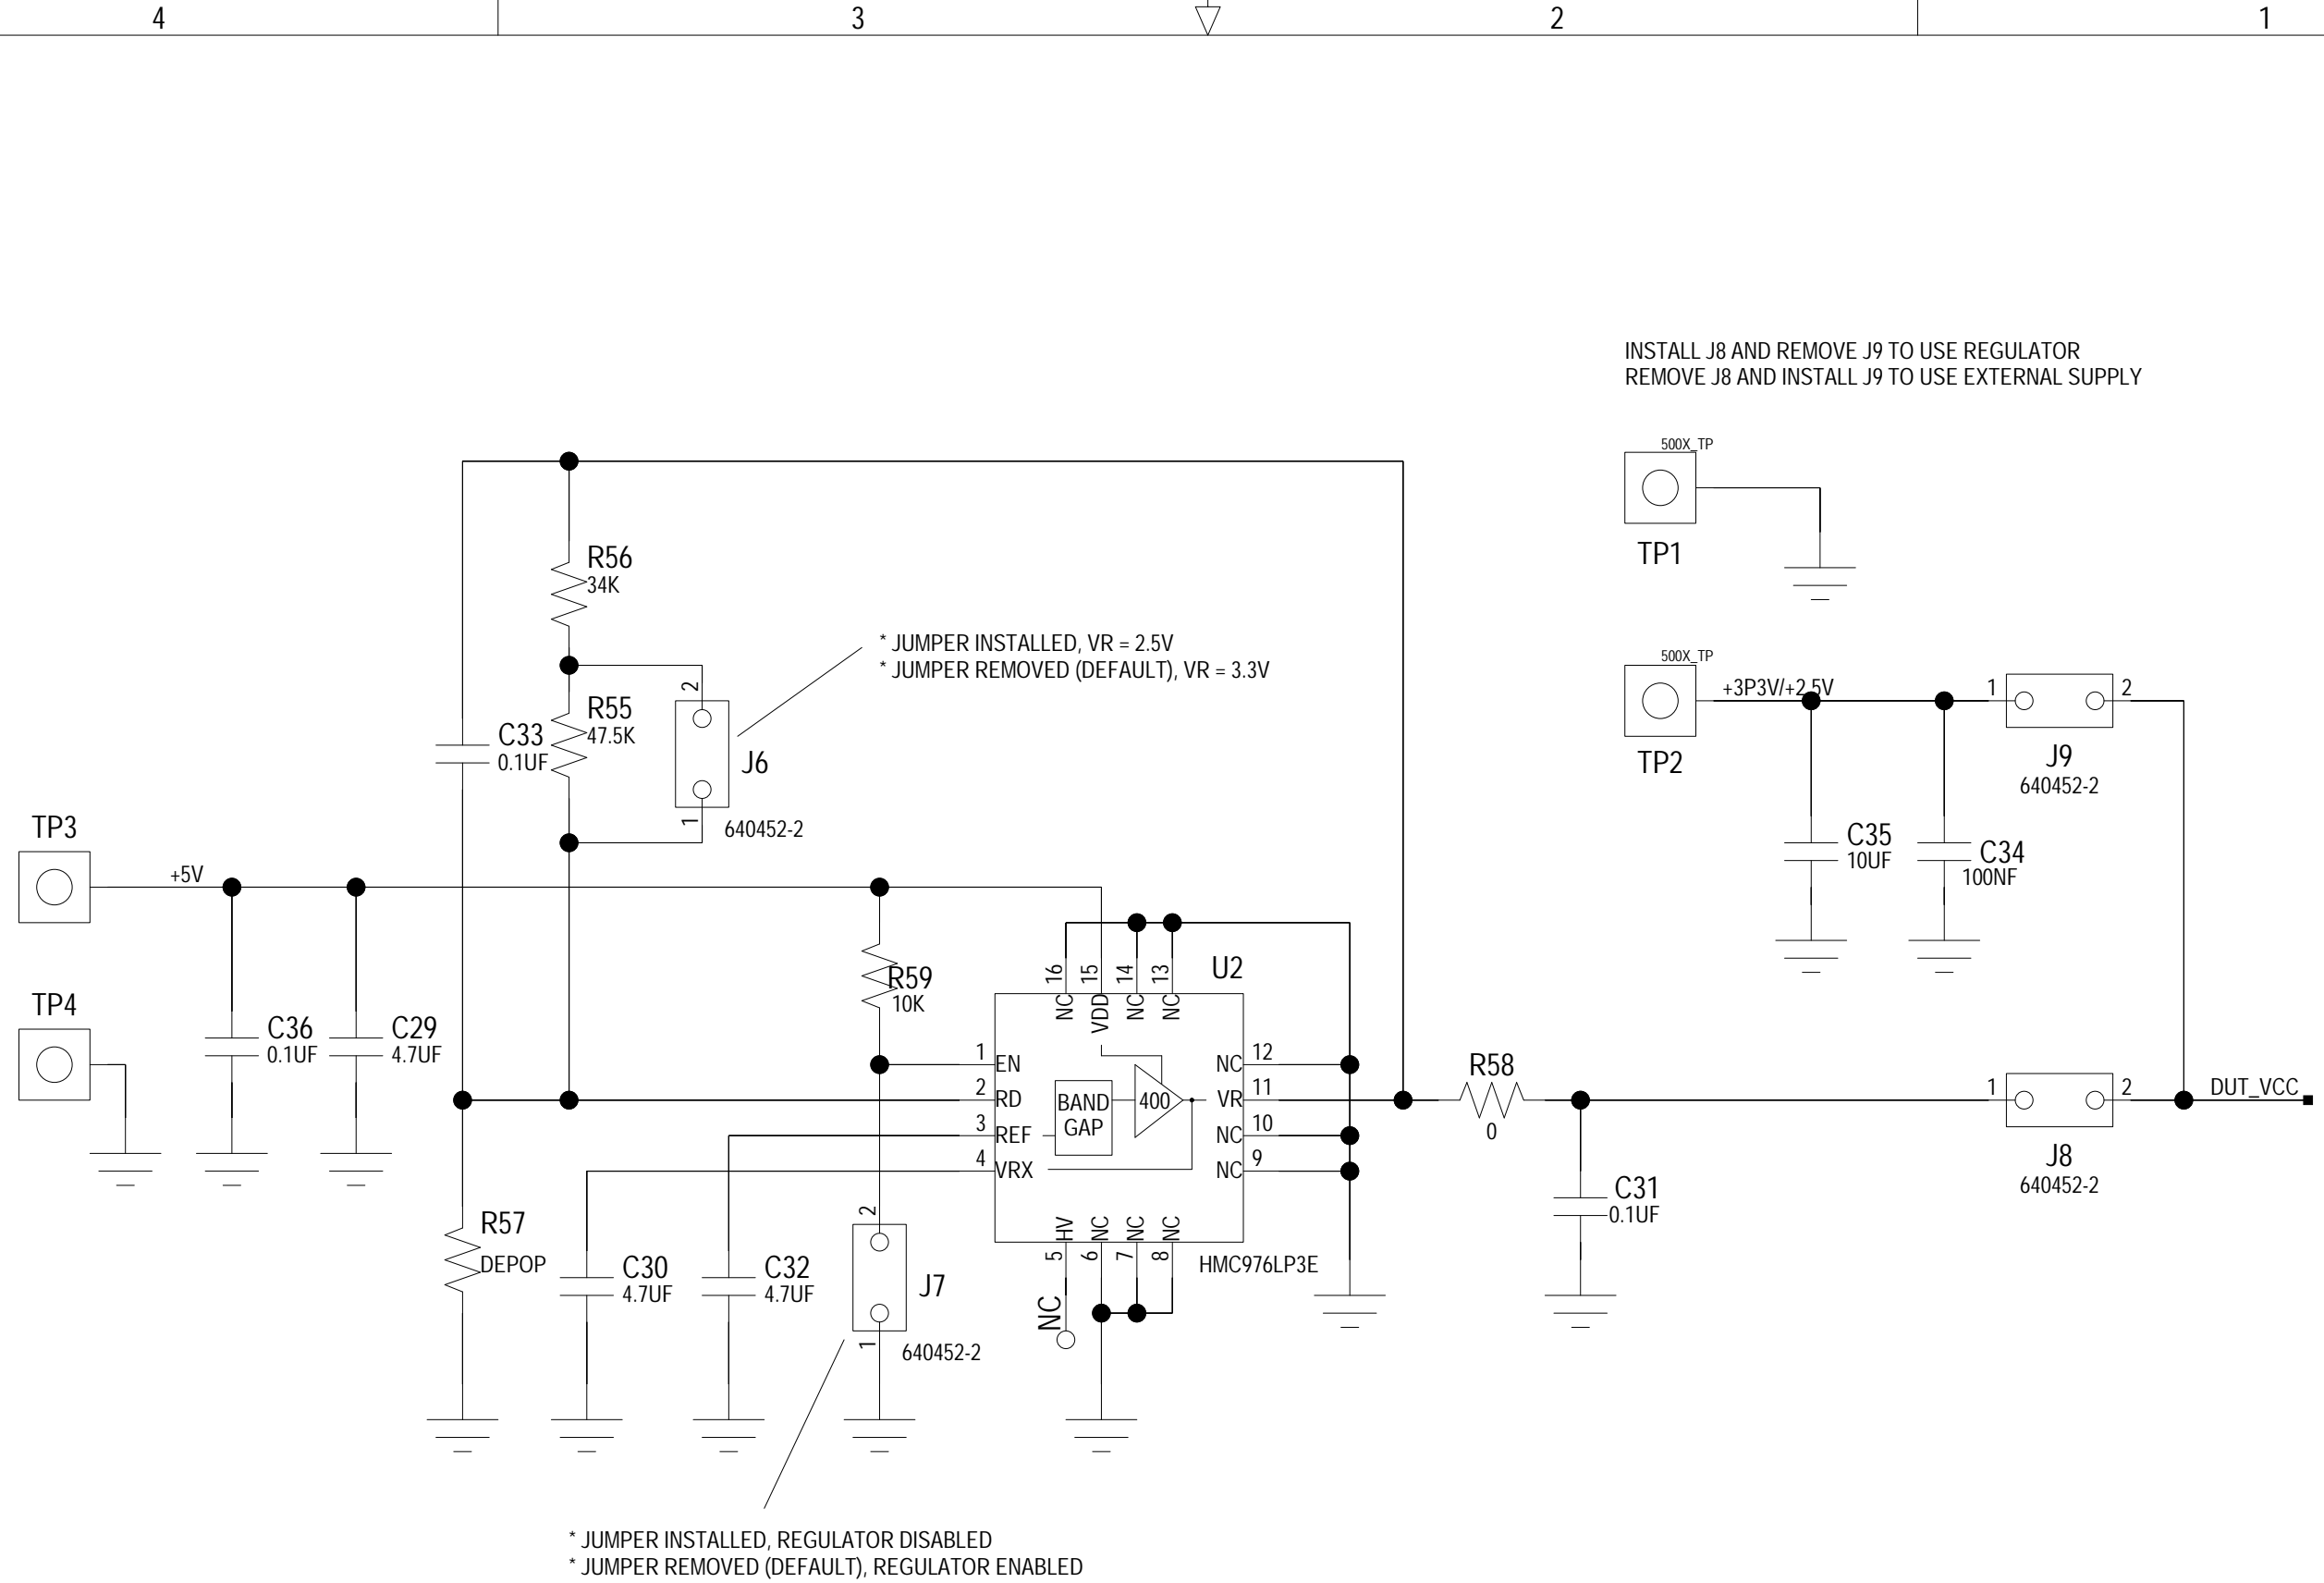 4
3
2
1
INSTALL J8 AND REMOVE J9 TO USE REGULATOR
REMOVE J8 AND INSTALL J9 TO USE EXTERNAL SUPPLY
500X_TP
TP1
R56
34K
* JUMPER INSTALLED, VR = 2.5V
* JUMPER REMOVED (DEFAULT), VR = 3.3V
500X_TP
+3P3V/+2.5V
TP2
1
2
J9
640452-2
R55
47.5K
C33
0.1UF
2
J6
1
640452-2
TP3
+5V
C35
10UF
C34
100NF
TP4
C36
0.1UF
C29
4.7UF
R59
10K
16
15
14
13
U2
NC
VDD
NC
NC
1
EN
2
RD
3
REF
4
VRX
BAND
GAP
400
NC
12
VR
11
NC
10
NC
9
HV
NC
NC
NC
5
6
7
8
HMC976LP3E
NC
R58
0
1
2
DUT_VCC
J8
640452-2
C31
0.1UF
R57
DEPOP
C30
4.7UF
C32
4.7UF
2
J7
1
640452-2
* JUMPER INSTALLED, REGULATOR DISABLED
* JUMPER REMOVED (DEFAULT), REGULATOR ENABLED